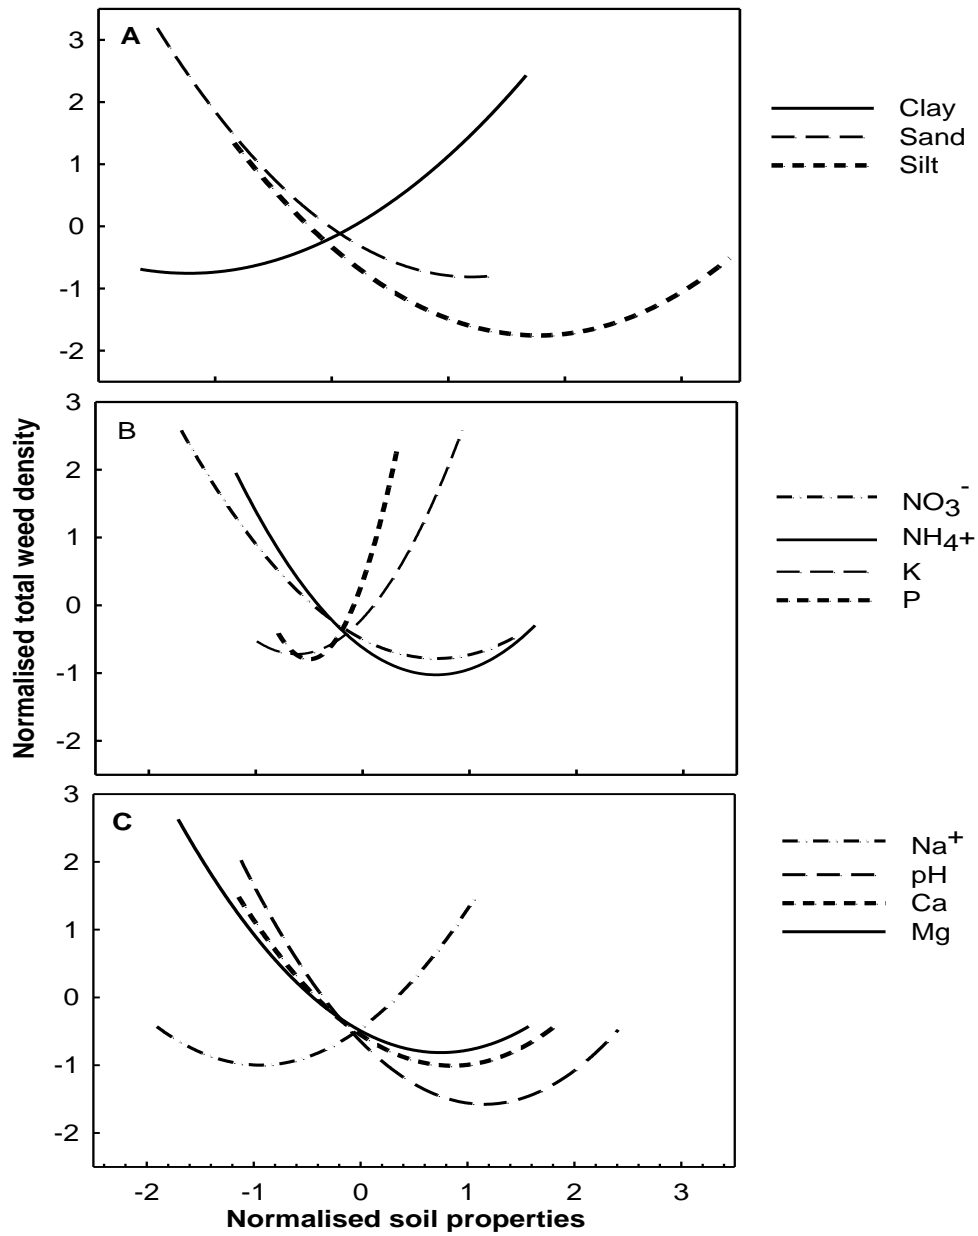 A
3
2
1
0
-1
-2
Clay
Sand
Silt
B
3
2
1
0
-1
-2
NO3-
NH4+
K
P
C
3
2
1
0
-1
-2
Na+
pH
Ca
Mg
-2 -1 0 1 2 3
Normalised soil properties
Normalised total weed density